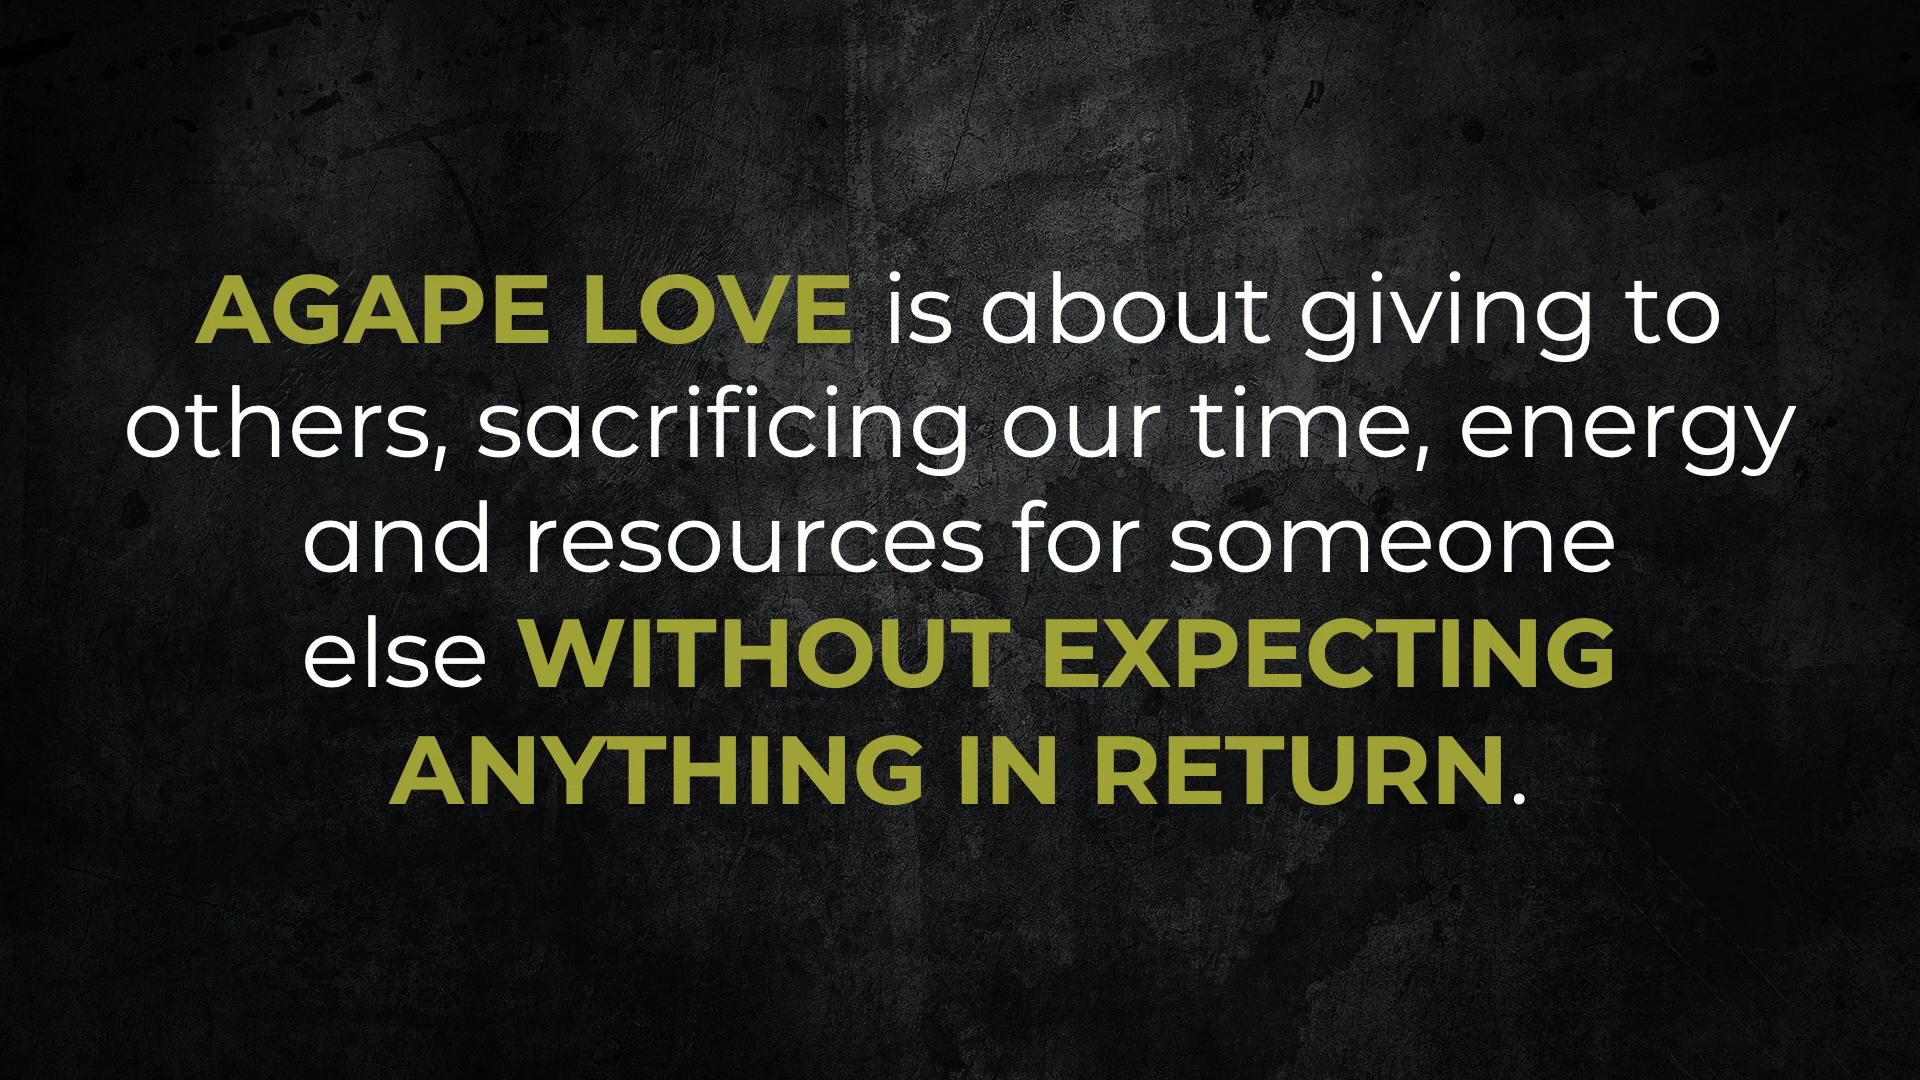 AGAPE LOVE is about giving to
others, sacrificing our time, energy
and resources for someone
else WITHOUT EXPECTING
ANYTHING IN RETURN.